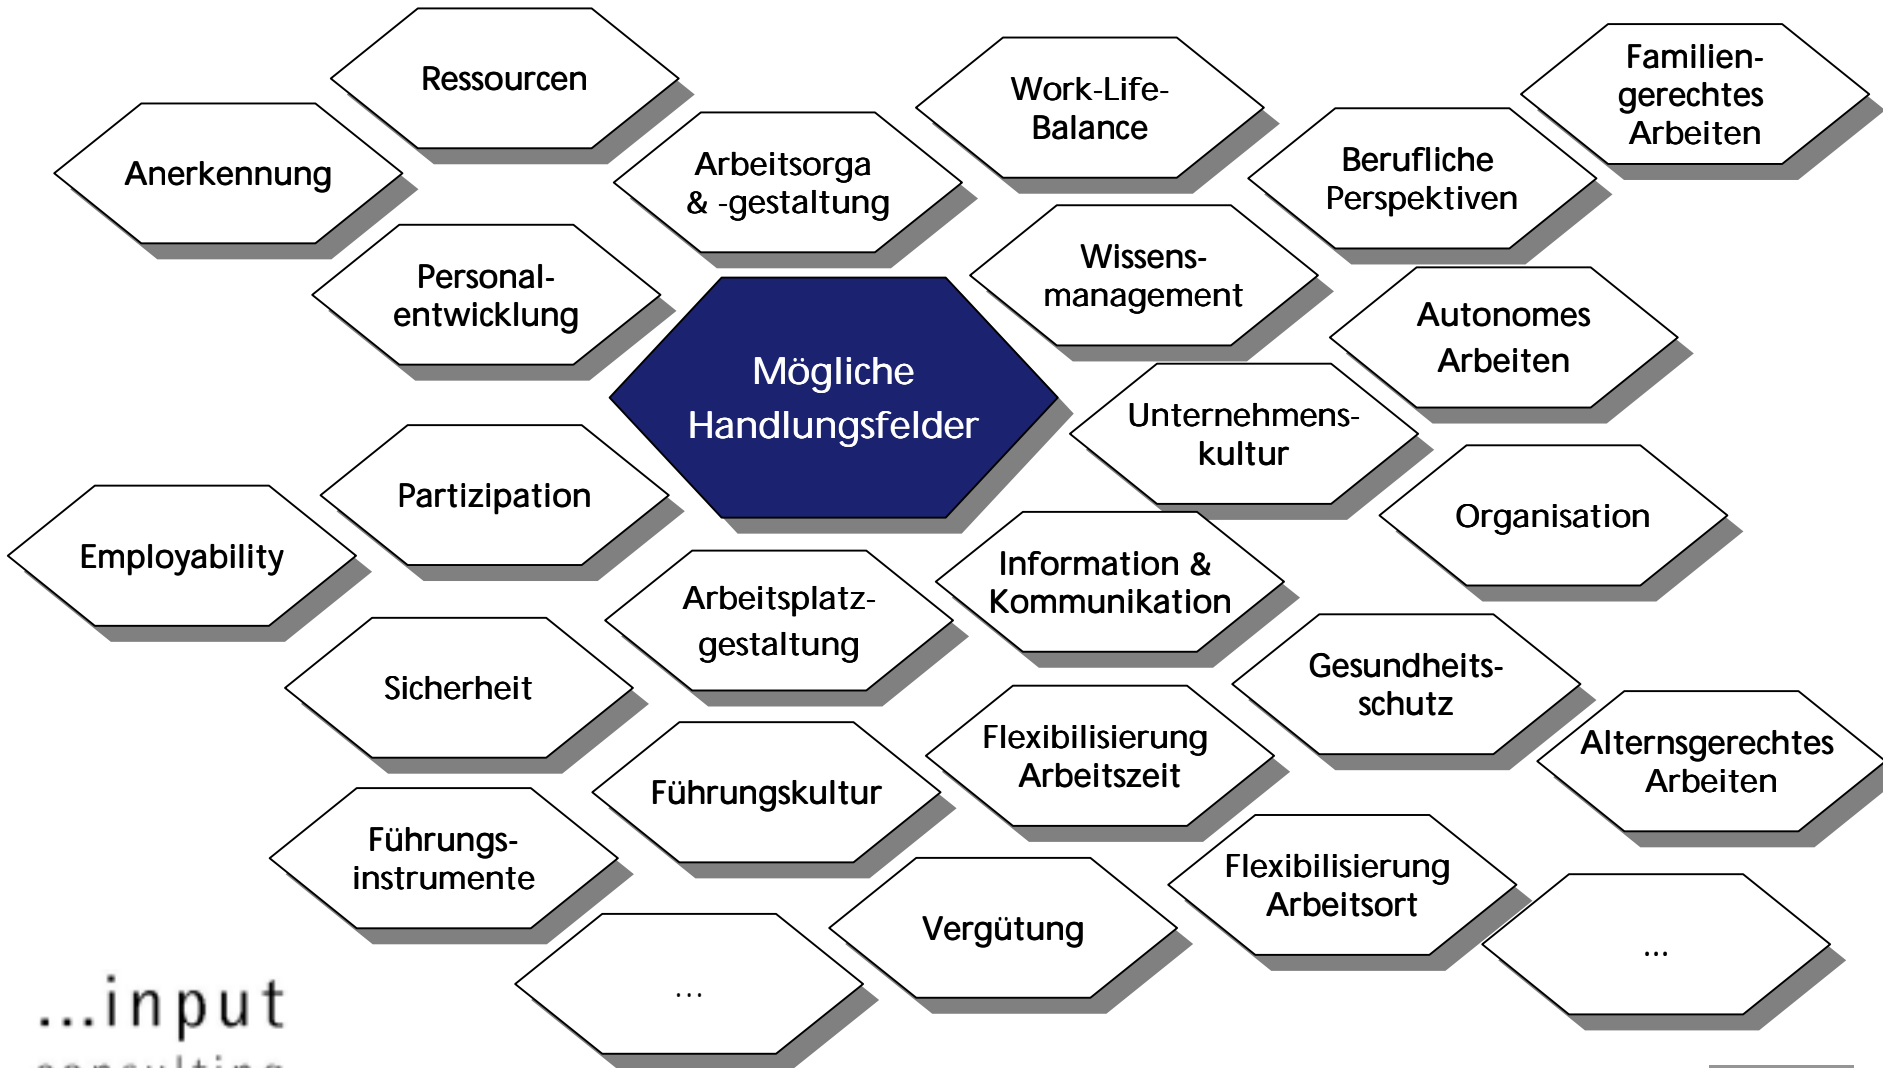 Ressourcen
Anerkennung
Arbeitsorga
& -gestaltung
Work-Life-
Balance
Familien-
gerechtes
Arbeiten
Berufliche
Perspektiven
Personal-
entwicklung
Wissens-
management
Autonomes
Arbeiten
Mögliche
Handlungsfelder
Unternehmens-
kultur
Partizipation
Organisation
Employability
Arbeitsplatz-
gestaltung
Information &
Kommunikation
Sicherheit
Gesundheits-
schutz
Führungskultur
Flexibilisierung
Arbeitszeit
Alternsgerechtes
Arbeiten
Führungs-
instrumente
Vergütung
Flexibilisierung
Arbeitsort
...
...
...input
consulting